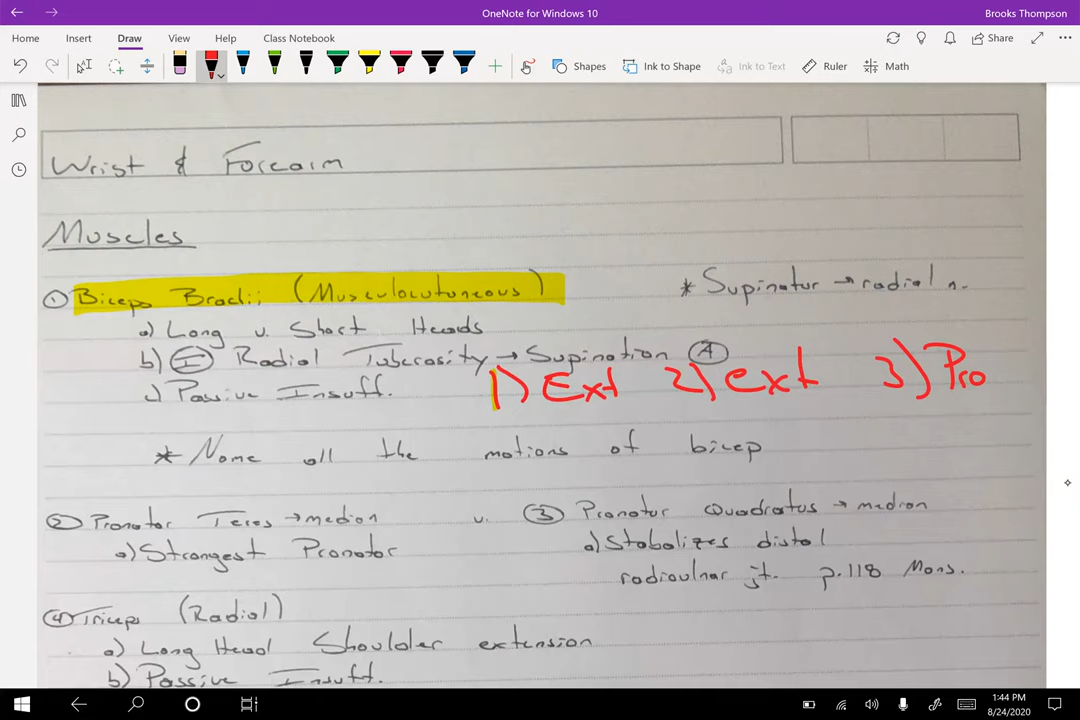 OneNote for Windows 10
Brooks Thompson
Home Insert Draw View Help Class Notebook
Share
Shapes Ink to Shape Ink to Text Ruler Math
Wrist & Forearm
Muscles
① Biceps Brachii (Musculocutaneous) * Supinator → radial n.
a) Long v. Short Heads
b) I Radial Tuberosity → Supination A
c) Passive Insuff. 1) Ext 2) ext 3) Pro
* Name all the motions of bicep
② Pronator Teres → median v. ③ Pronator Quadratus → median
a) Strongest Pronator a) Stabolizes distal
radioulnar jt. p.118 Mans.
④ Tricep (Radial)
a) Long Head Shoulder extension
b) Passive Insuff.
1:44 PM
8/24/2020